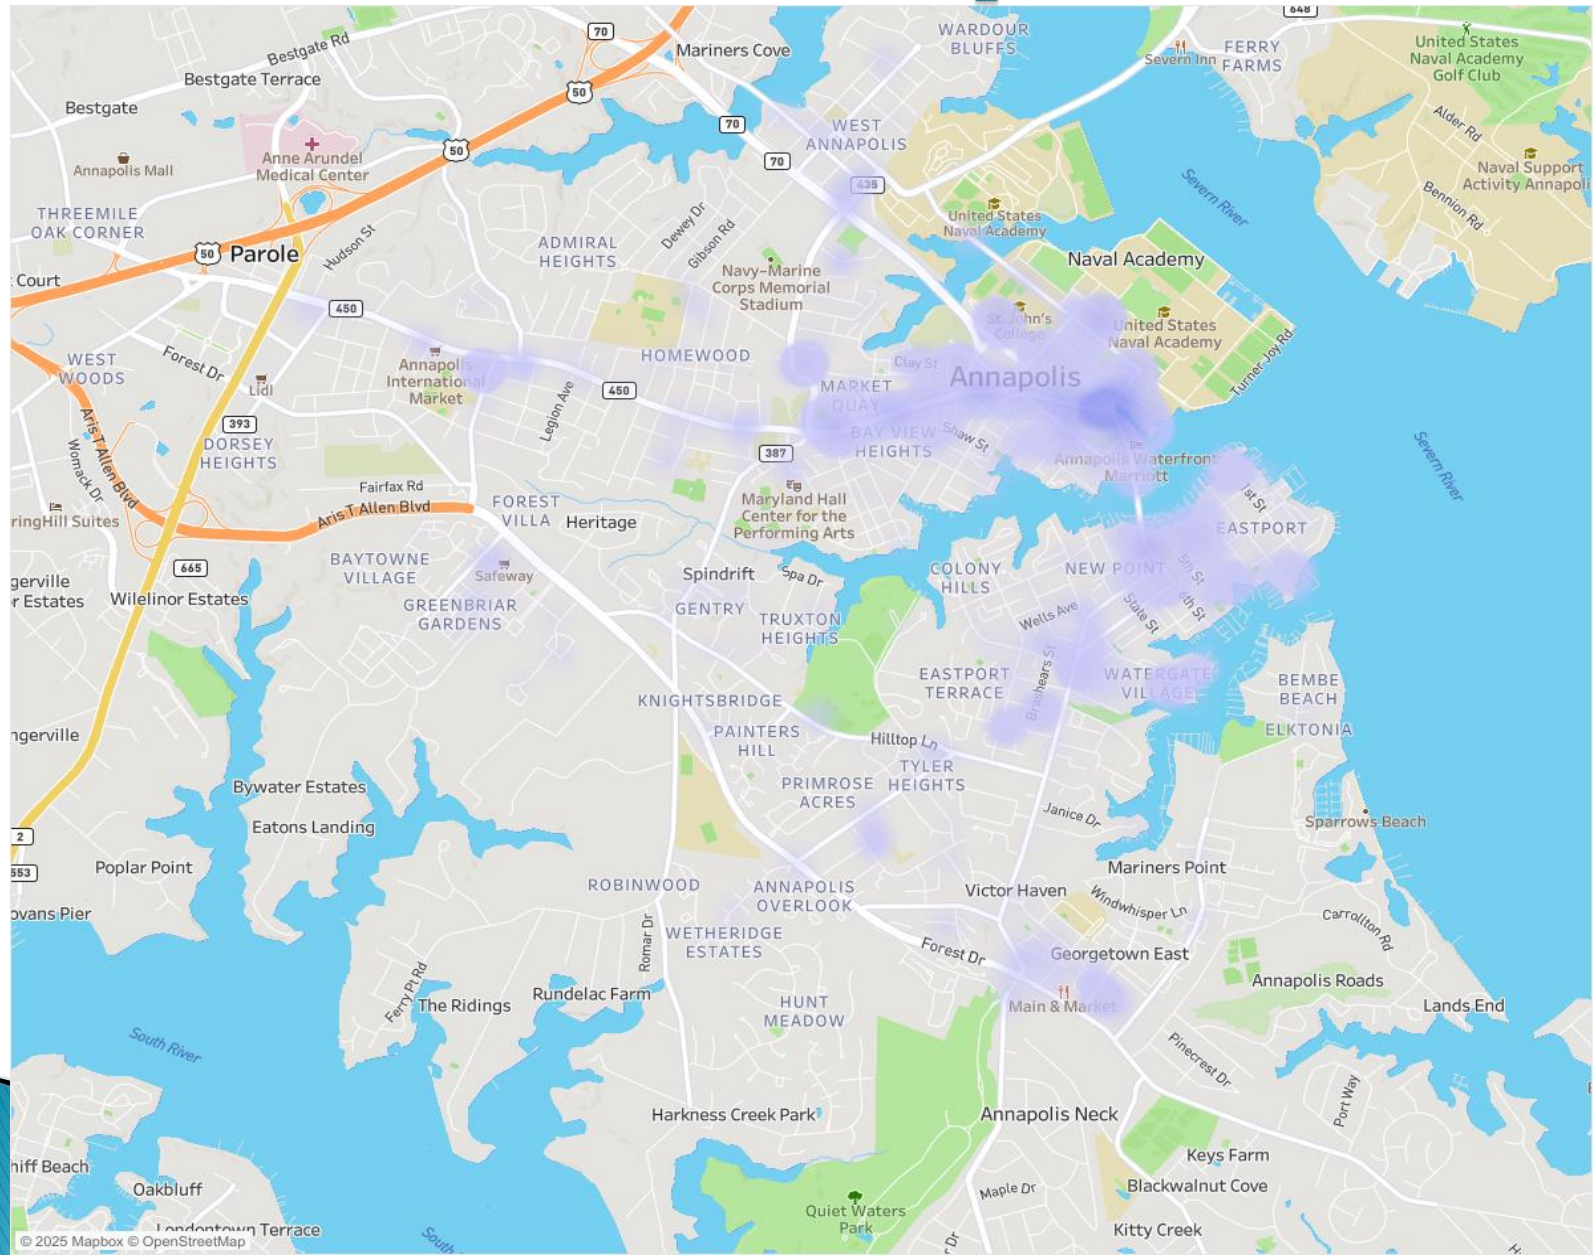 648
70
WARDOUR
BLUFFS
Mariners Cove
Bestgate Rd
Severn Inn
FERRY
FARMS
United States
Naval Academy
Golf Club
Bestgate Terrace
50
Bestgate
70
Alder Rd
WEST
ANNAPOLIS
50
Annapolis Mall
Anne Arundel
Medical Center
70
435
Naval Support
Activity Annapoli
Severn River
Bennion Rd
THREEMILE
OAK CORNER
Dewey Dr
Gibson Rd
United States
Naval Academy
50
Parole
Hudson St
ADMIRAL
HEIGHTS
Naval Academy
Court
Navy-Marine
Corps Memorial
Stadium
450
St. John's
College
United States
Naval Academy
Turner-Joy Rd
WEST
WOODS
Forest Dr
Annapolis
International
Market
HOMEWOOD
Clay St
Annapolis
Lidl
450
MARKET
QUAY
Legion Ave
Aris T Allen Blvd
393
DORSEY
HEIGHTS
BAY VIEW
HEIGHTS
Shaw St
387
Annapolis Waterfront
Marriott
Severn River
Womack Dr
Fairfax Rd
Maryland Hall
Center for the
Performing Arts
1st St
ringHill Suites
Aris T Allen Blvd
FOREST
VILLA
Heritage
EASTPORT
BAYTOWNE
VILLAGE
665
Safeway
Spindrift
Spa Dr
COLONY
HILLS
NEW POINT
5th St
gerville
r Estates
Wilelinor Estates
GREENBRIAR
GARDENS
GENTRY
TRUXTON
HEIGHTS
Wells Ave
State St
6th St
EASTPORT
TERRACE
Brashears St
WATERGATE
VILLAGE
BEMBE
BEACH
KNIGHTSBRIDGE
ngerville
PAINTERS
HILL
Hilltop Ln
ELKTONIA
TYLER
HEIGHTS
Bywater Estates
PRIMROSE
ACRES
Eatons Landing
Janice Dr
Sparrows Beach
2
553
Poplar Point
Mariners Point
ROBINWOOD
ANNAPOLIS
OVERLOOK
Victor Haven
Windwhisper Ln
ovans Pier
Carrollton Rd
WETHERIDGE
ESTATES
Romar Dr
Forest Dr
Georgetown East
Ferry Pt Rd
The Ridings
Rundelac Farm
Annapolis Roads
HUNT
MEADOW
Main & Market
Lands End
South River
Pinecrest Dr
Port Way
Harkness Creek Park
Annapolis Neck
hiff Beach
Keys Farm
Oakbluff
Maple Dr
Blackwalnut Cove
Quiet Waters
Park
Londontown Terrace
Kitty Creek
© 2025 Mapbox © OpenStreetMap
South
r Dr